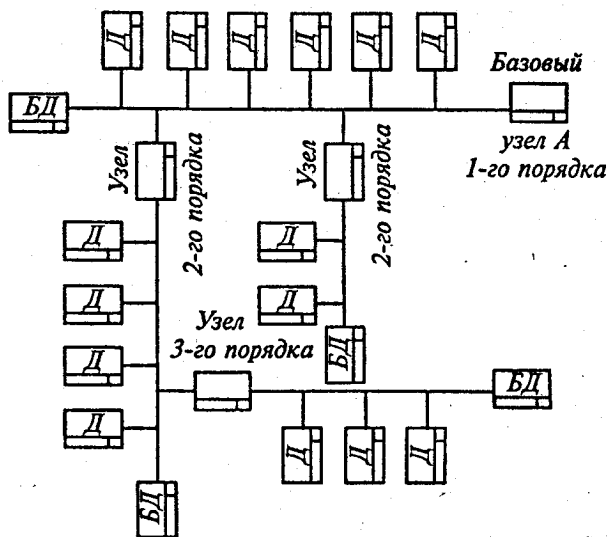 Д Д Д Д Д Д
Базовый
БД
узел А
1-го порядка
Узел
2-го порядка
Узел
2-го порядка
Д
Д
Д
Д
Д
Д
БД
Узел
3-го порядка
БД
Д Д Д
БД